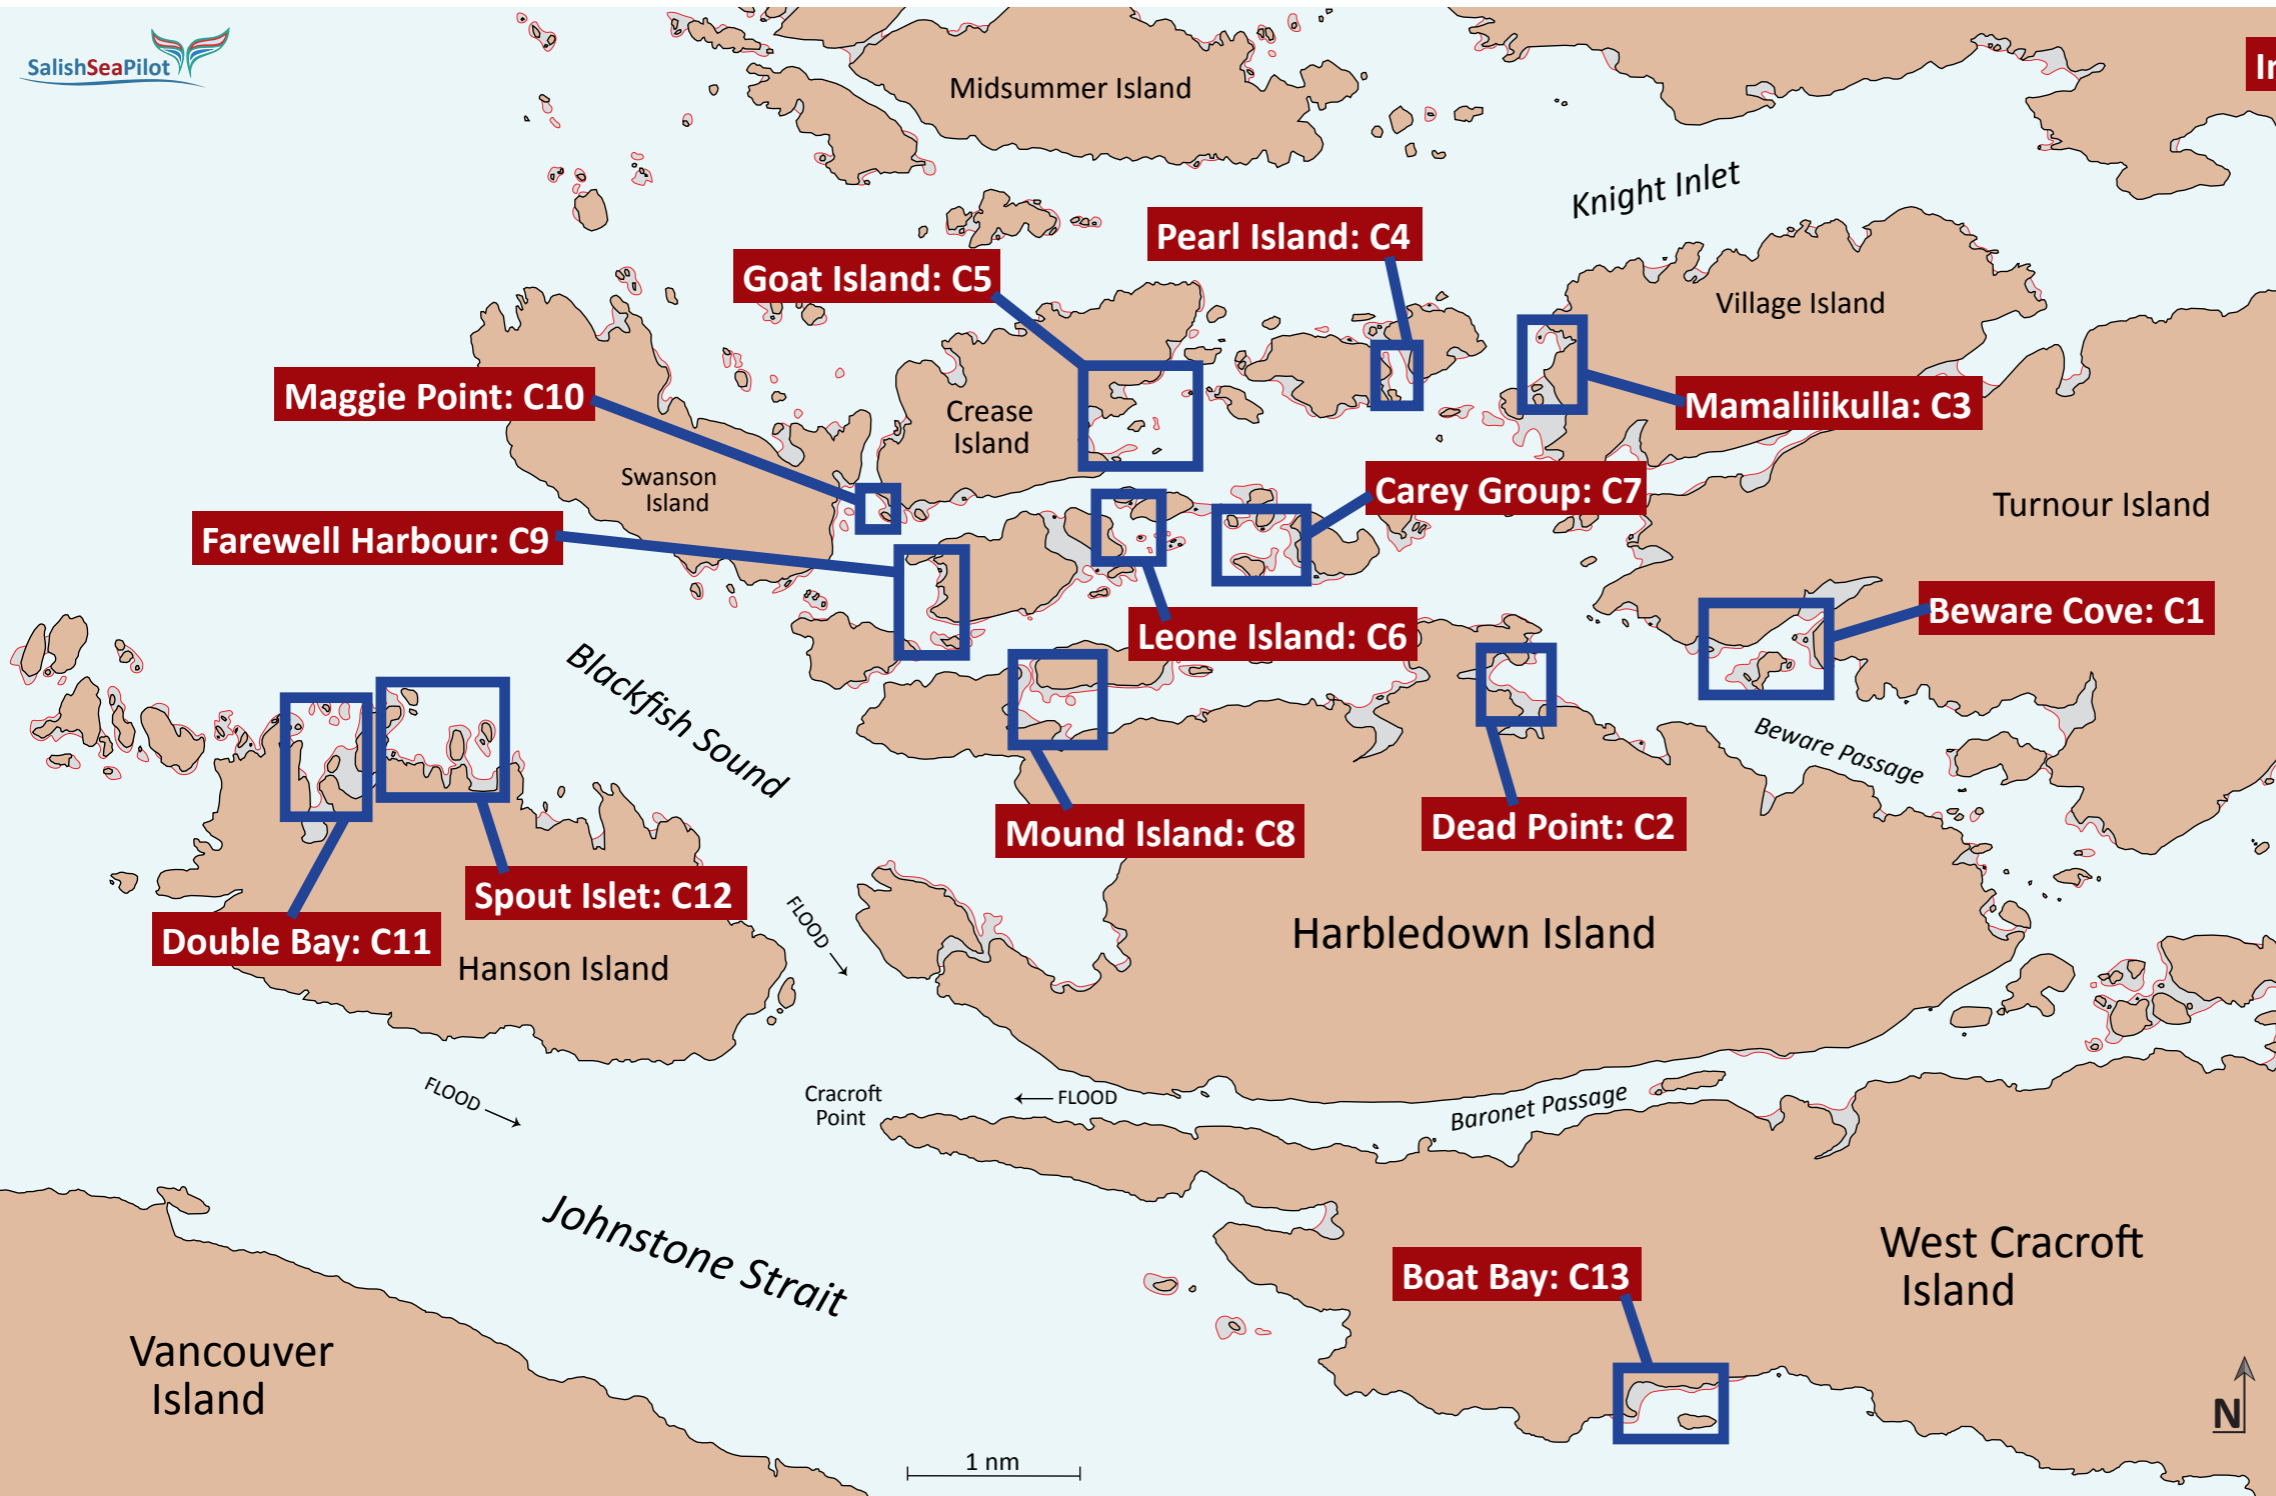 SalishSeaPilot
Midsummer Island
Ir
Knight Inlet
Pearl Island: C4
Goat Island: C5
Village Island
Maggie Point: C10
Crease
Island
Mamalilikulla: C3
Swanson
Island
Carey Group: C7
Turnour Island
Farewell Harbour: C9
Leone Island: C6
Beware Cove: C1
Blackfish Sound
Beware Passage
Mound Island: C8
Dead Point: C2
Spout Islet: C12
Double Bay: C11
Hanson Island
FLOOD
Harbledown Island
FLOOD
Cracroft
Point
FLOOD
Baronet Passage
Johnstone Strait
West Cracroft
Island
Boat Bay: C13
Vancouver
Island
N
1 nm